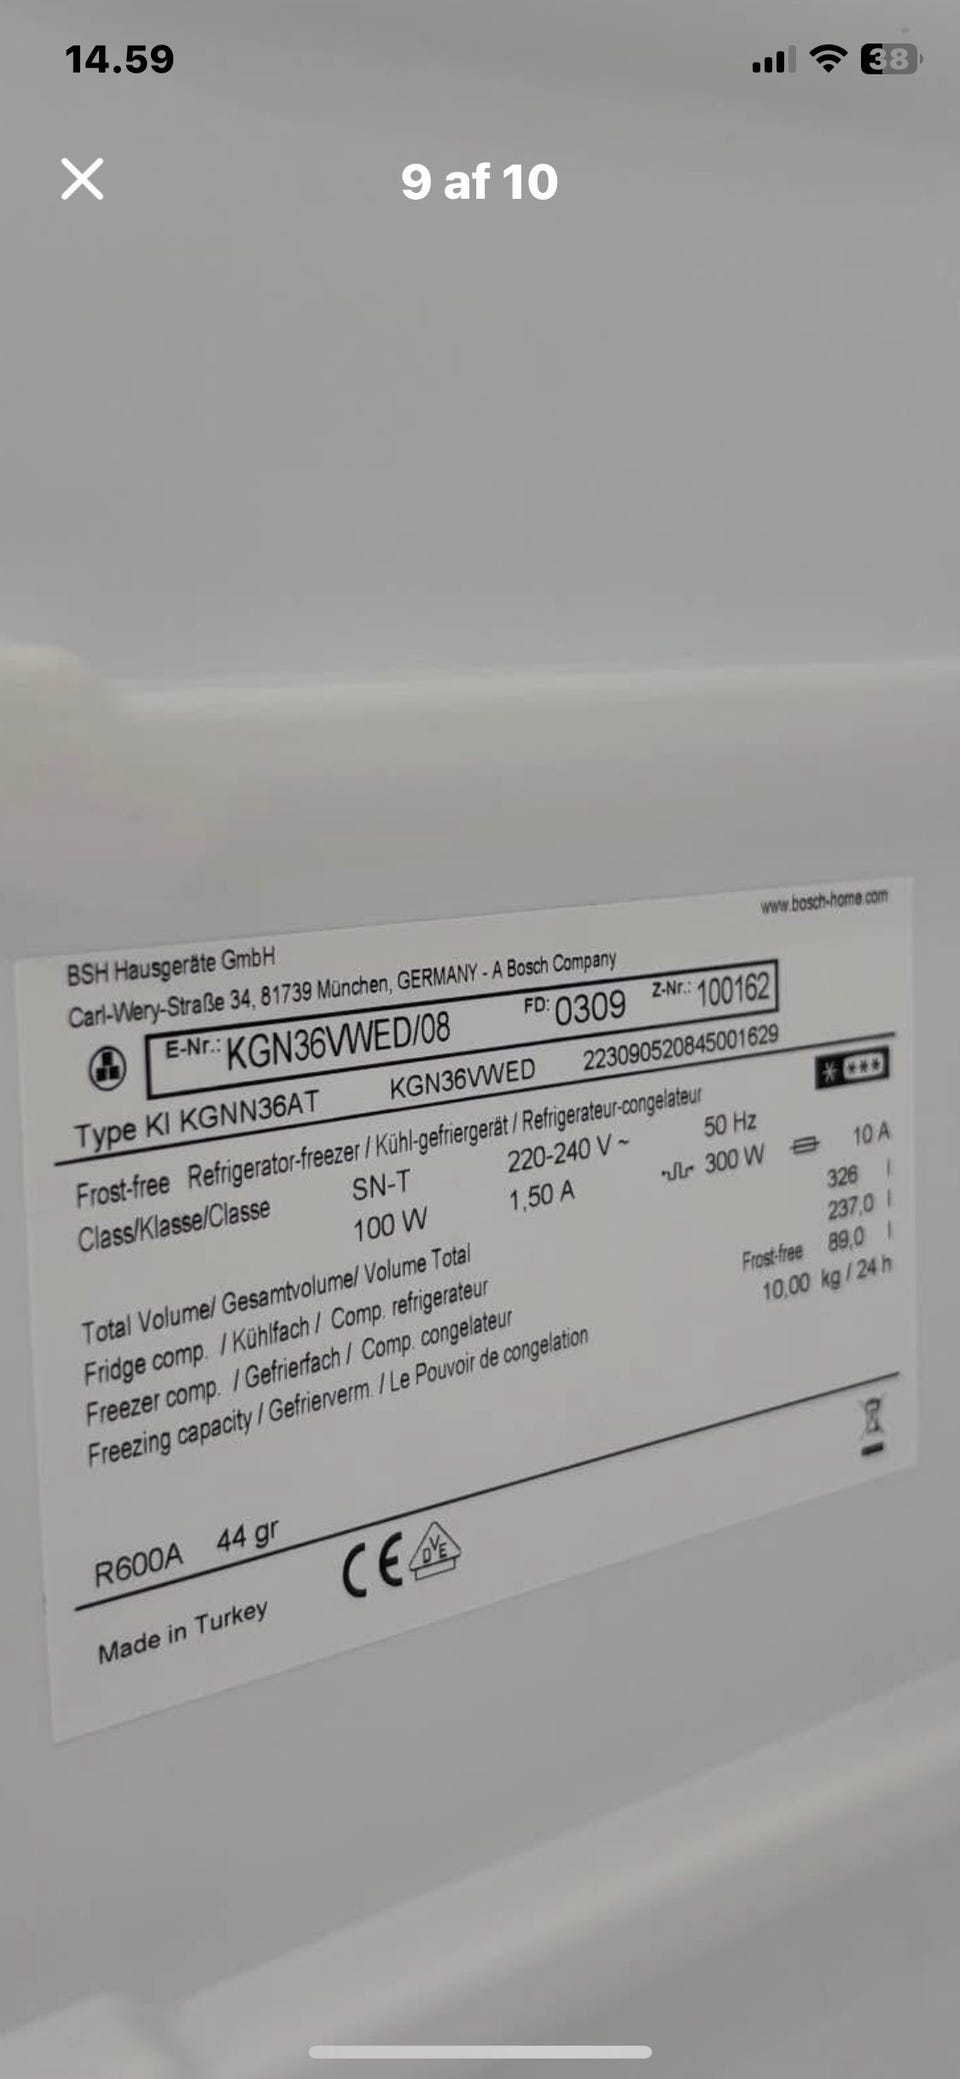 14.59
38
9 af 10
www.bosch-home.com
BSH Hausgeräte GmbH
Carl-Wery-Straße 34, 81739 München, GERMANY - A Bosch Company
E-Nr.: KGN36VWED/08 FD: 0309 Z-Nr.: 100162
Type KI KGNN36AT KGN36VWED 223090520845001629
Frost-free Refrigerator-freezer / Kühl-gefriergerät / Refrigerateur-congelateur
Class/Klasse/Classe SN-T 220-240 V ~ 50 Hz 10 A
100 W 1,50 A 300 W
Total Volume/ Gesamtvolume/ Volume Total 326 l
Fridge comp. / Kühlfach / Comp. refrigerateur 237,0 l
Freezer comp. / Gefrierfach / Comp. congelateur Frost-free 89,0 l
Freezing capacity / Gefrierverm. / Le Pouvoir de congelation 10,00 kg / 24 h
R600A 44 gr
CE DVE
Made in Turkey